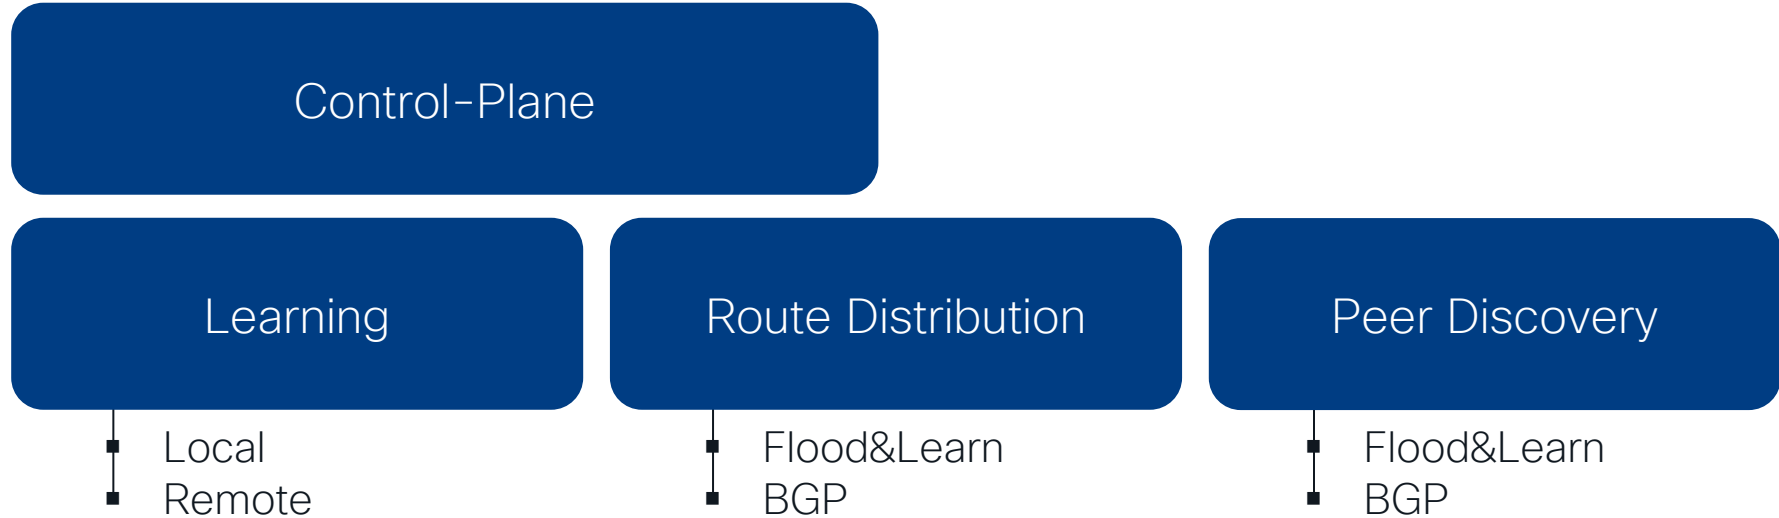 Control-Plane
Learning
Route Distribution
Peer Discovery
Local
Remote
Flood&Learn
BGP
Flood&Learn
BGP